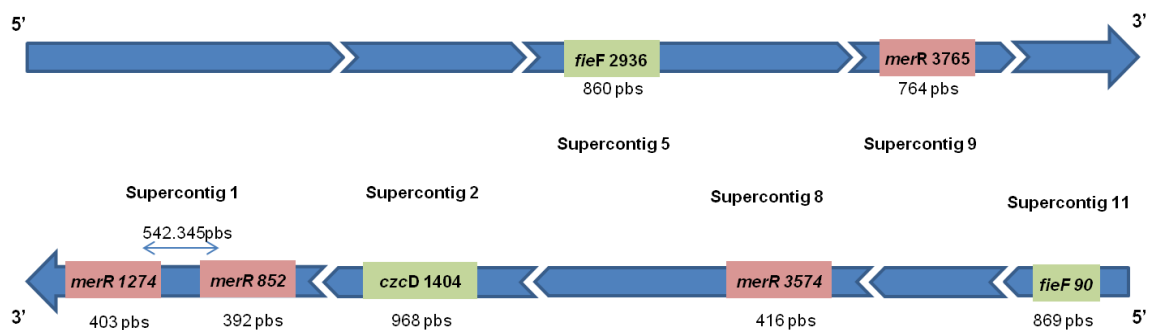 5’
3’
fieF 2936
merR 3765
860 pbs
764 pbs
Supercontig 5
Supercontig 9
Supercontig 1
Supercontig 2
Supercontig 8
Supercontig 11
542.345pbs
merR 1274
merR 852
czcD 1404
merR 3574
fieF 90
3’
403 pbs
392 pbs
968 pbs
416 pbs
869 pbs
5’